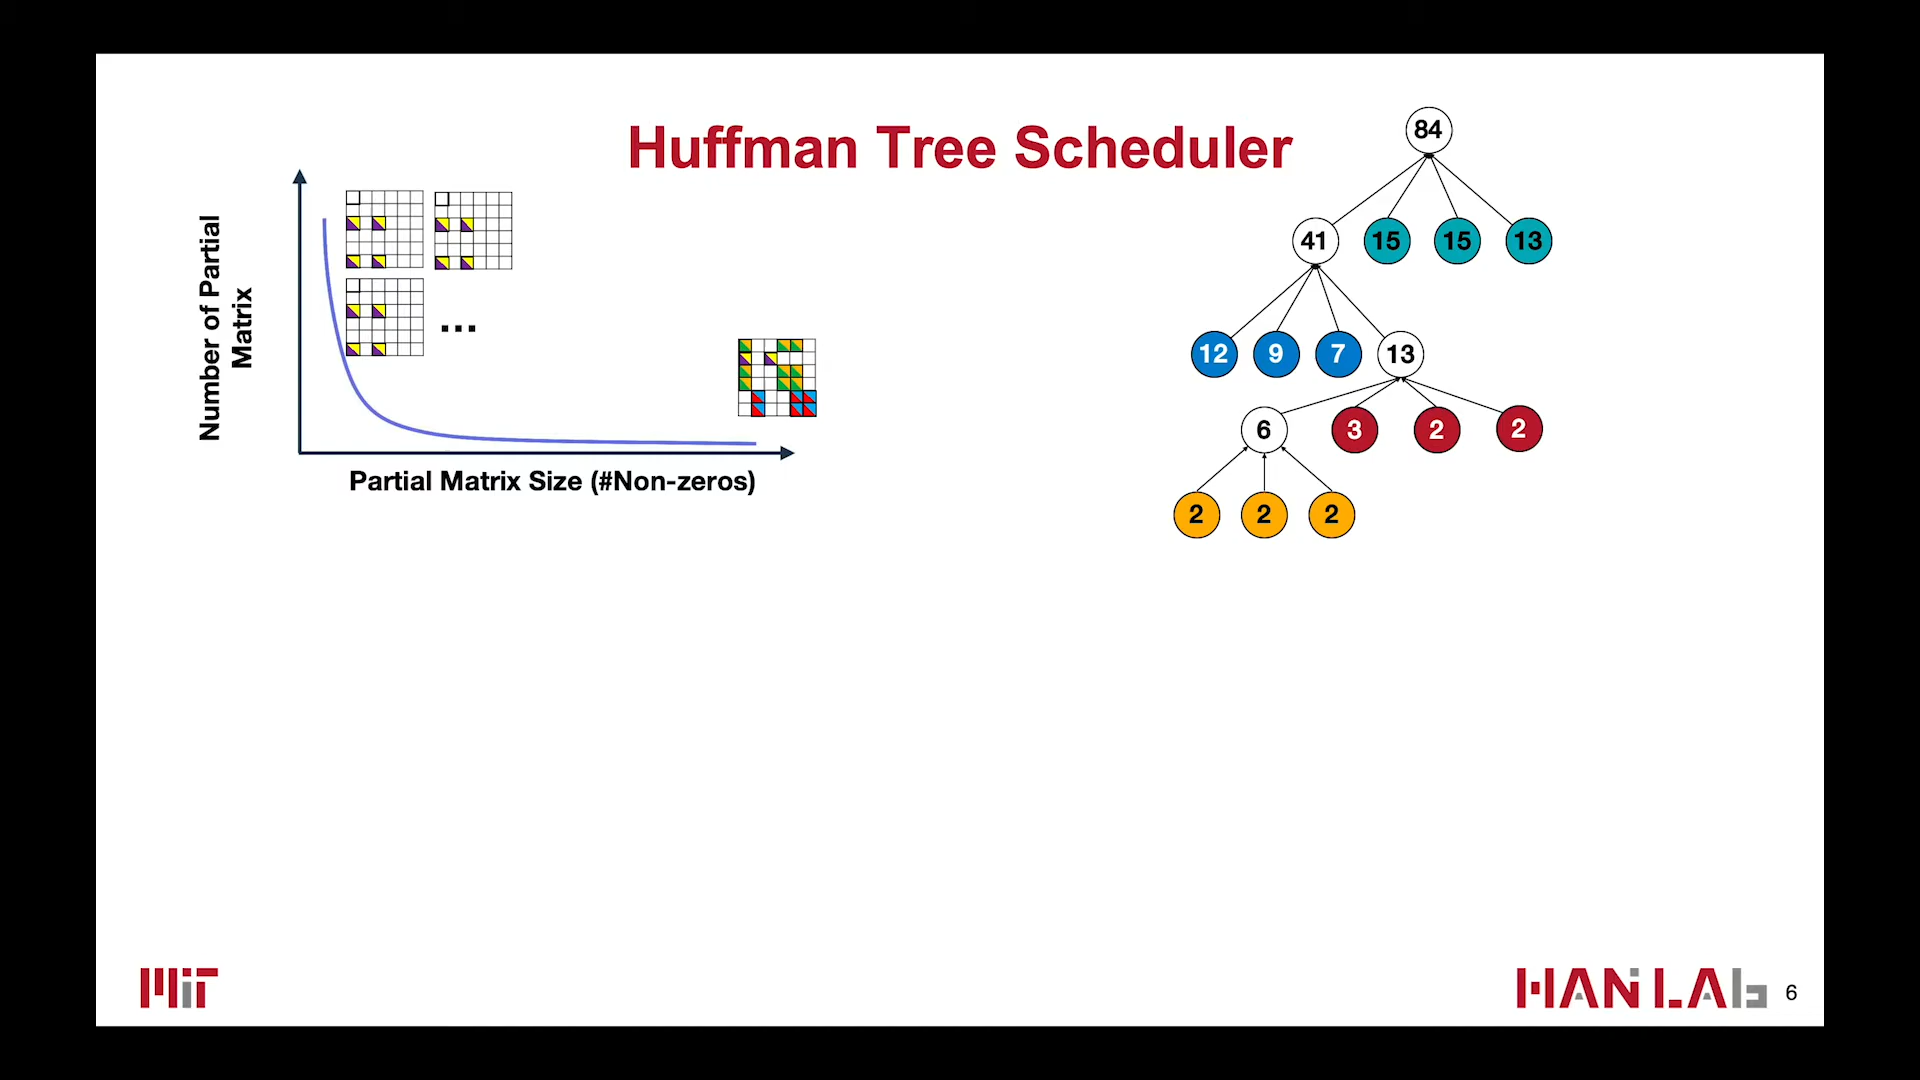 Huffman Tree Scheduler
Number of Partial
Matrix
...
Partial Matrix Size (#Non-zeros)
84
41 15 15 13
12 9 7 13
6 3 2 2
2 2 2
MIT
HAN LAb
6